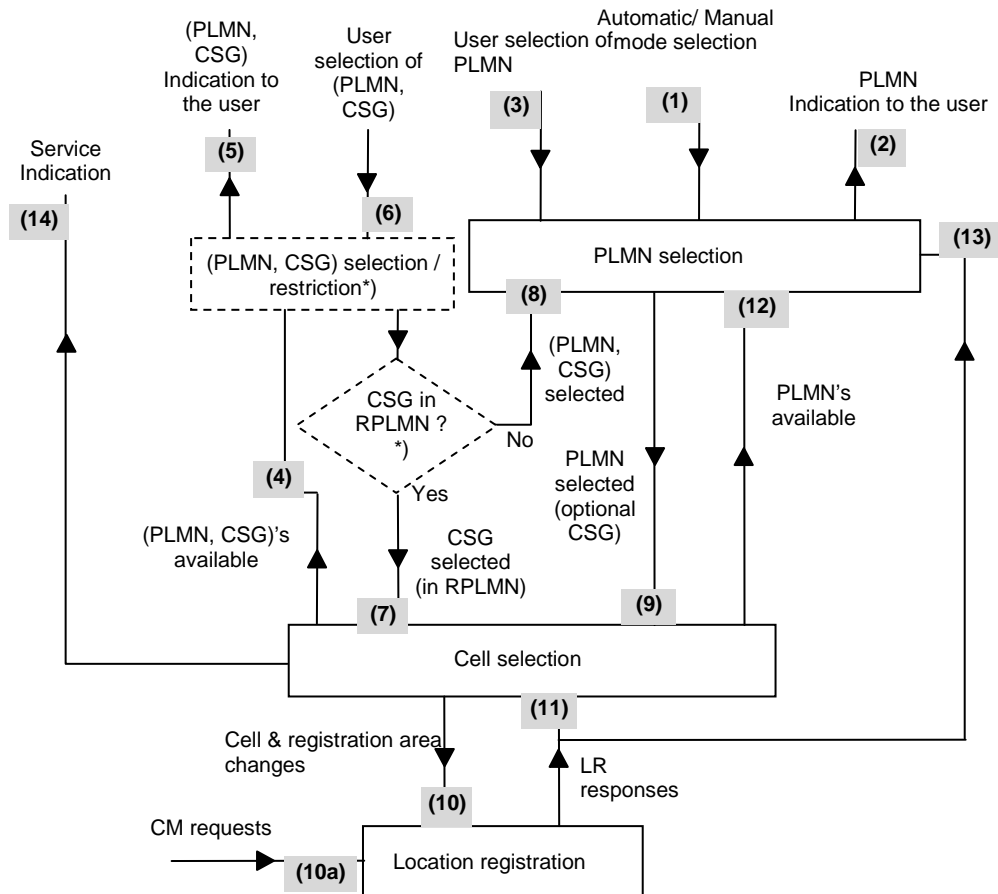 (PLMN,
CSG)
Indication to
the user
User
selection of
(PLMN,
CSG)
User selection of
PLMN
Automatic/ Manual
mode selection
PLMN
Indication to the user
(3)
(1)
(2)
(5)
Service
Indication
(14)
(6)
(13)
(PLMN, CSG) selection /
restriction*)
PLMN selection
(8)
(12)
(PLMN,
CSG)
selected
CSG in
RPLMN ?
*)
No
PLMN's
available
(4)
Yes
PLMN
selected
(optional
CSG)
(PLMN, CSG)'s
available
CSG
selected
(in RPLMN)
(7)
(9)
Cell selection
(11)
Cell & registration area
changes
LR
responses
(10)
CM requests
(10a)
Location registration